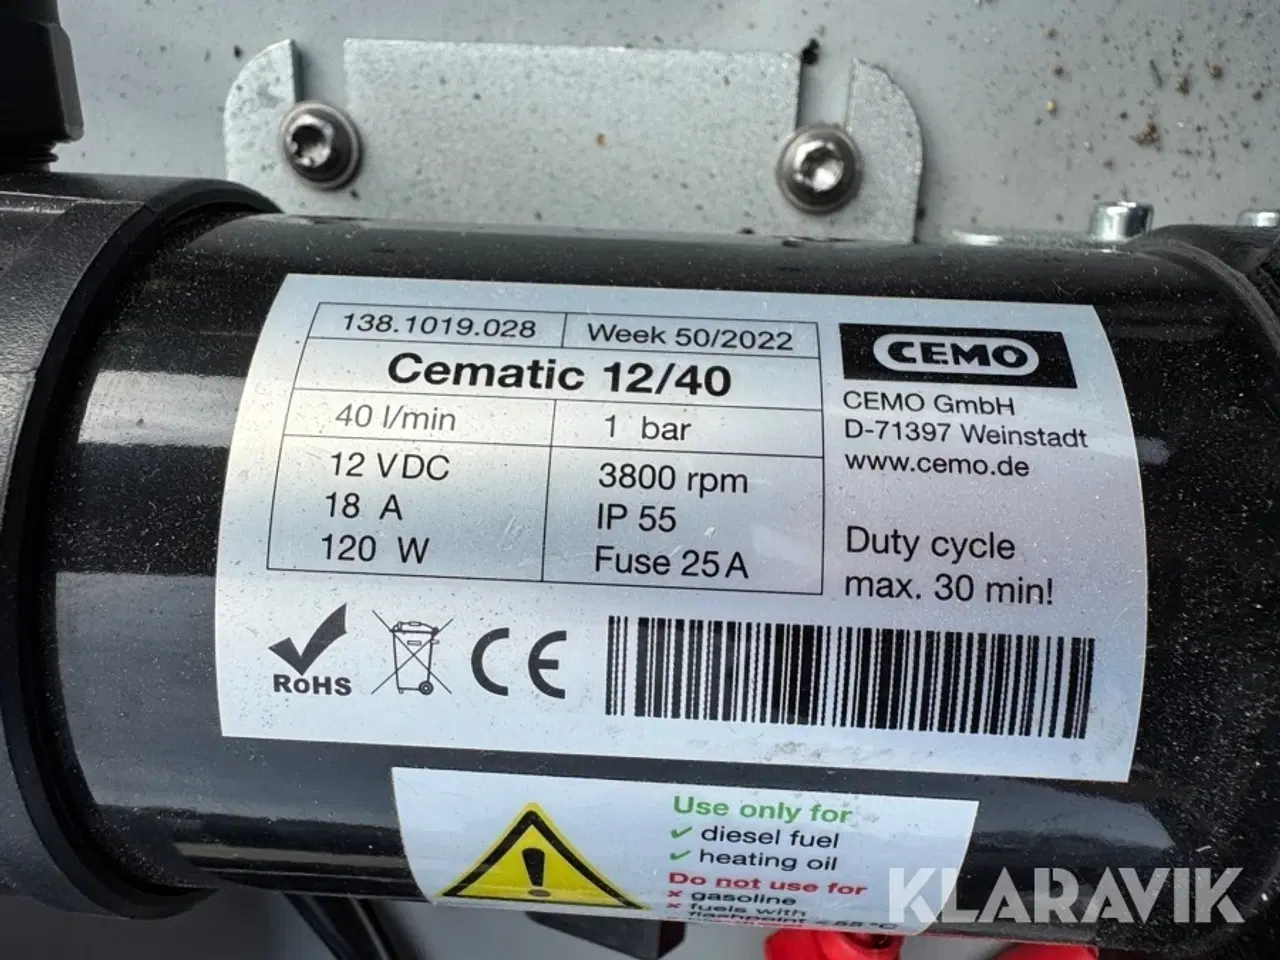 138.1019.028 Week 50/2022
Cematic 12/40
40 l/min 1 bar
12 VDC 3800 rpm
18 A IP 55
120 W Fuse 25 A
CEMO
CEMO GmbH
D-71397 Weinstadt
www.cemo.de
Duty cycle
max. 30 min!
RoHS CE
Use only for
✓ diesel fuel
✓ heating oil
Do not use for
× gasoline
× fuels with
flashpoint 55 °C
KLARAVIK